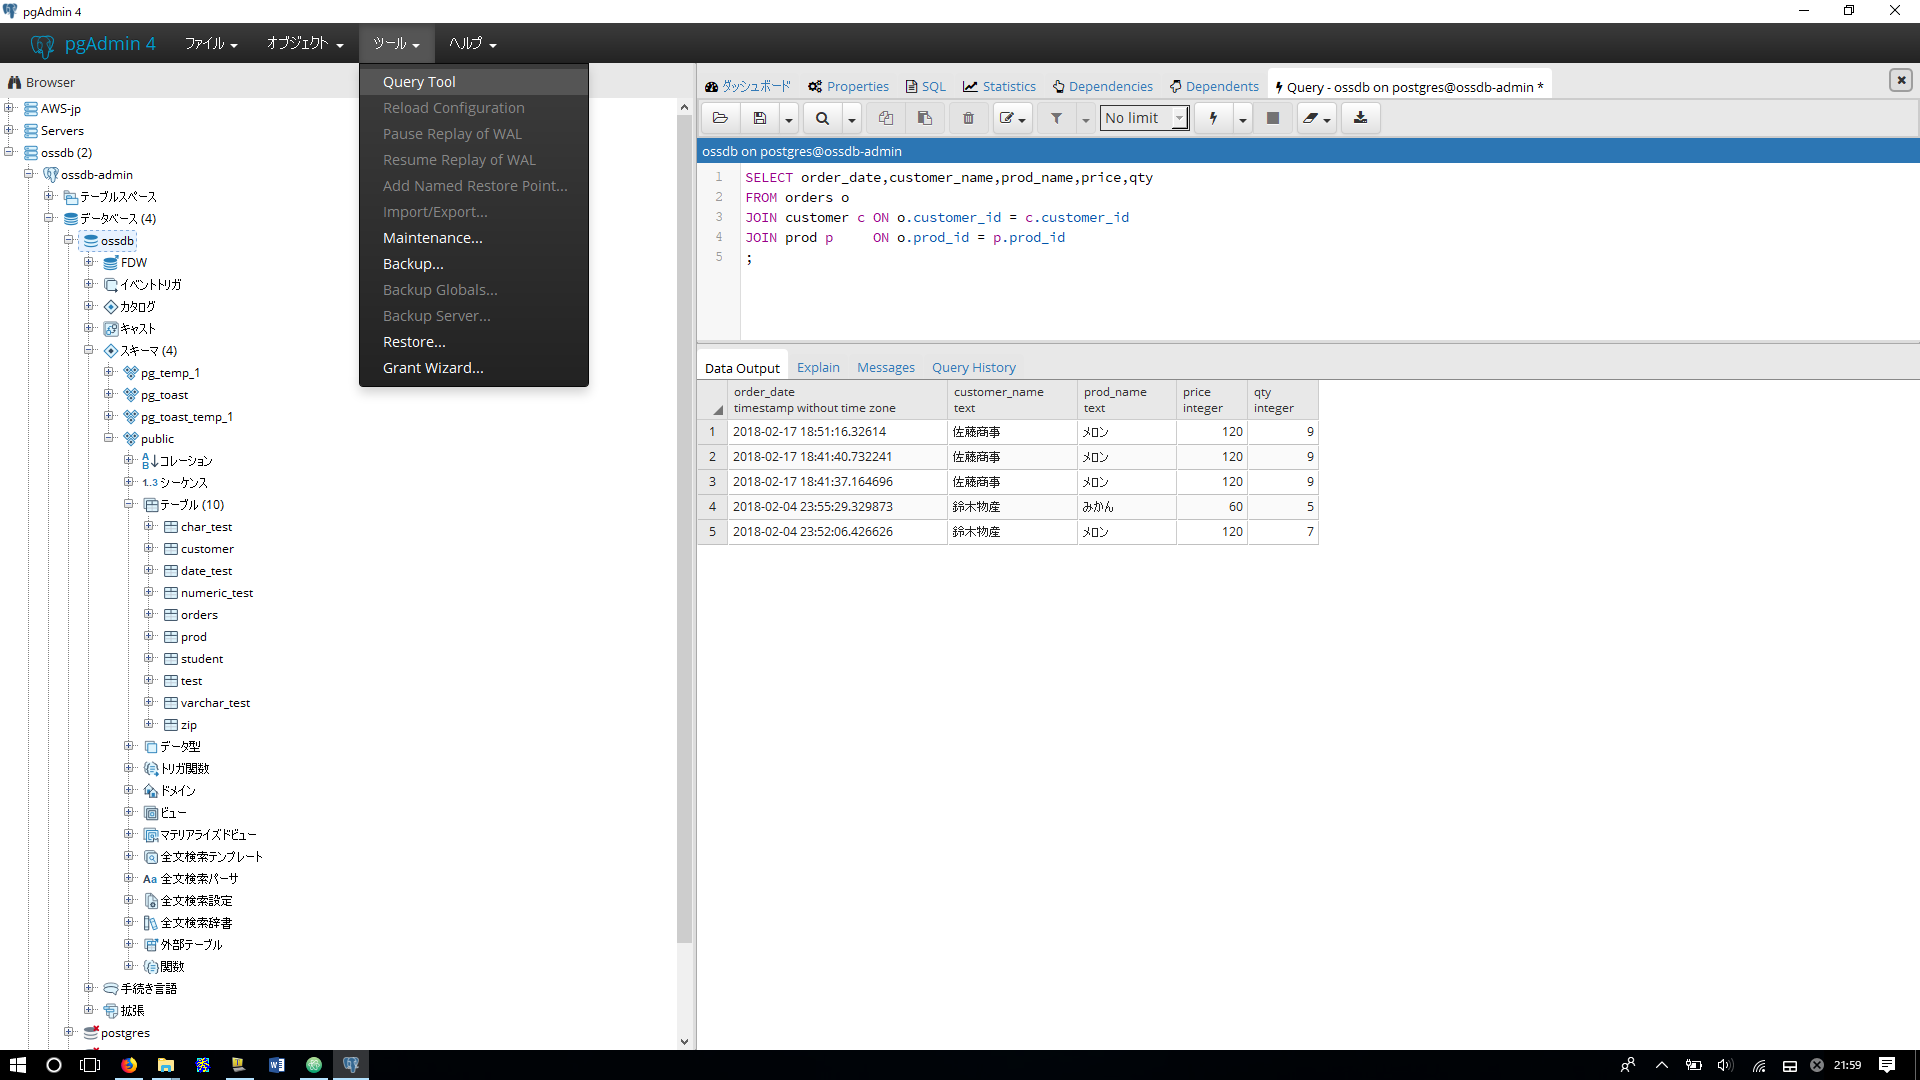 pgAdmin 4
pgAdmin 4 ファイル オブジェクト ツール ヘルプ
Browser
AWS-jp
Servers
ossdb (2)
ossdb-admin
テーブルスペース
データベース (4)
ossdb
FDW
イベントトリガ
カタログ
キャスト
スキーマ (4)
pg_temp_1
pg_toast
pg_toast_temp_1
public
コレーション
1..3 シーケンス
テーブル (10)
char_test
customer
date_test
numeric_test
orders
prod
student
test
varchar_test
zip
データ型
トリガ関数
ドメイン
ビュー
マテリアライズドビュー
全文検索テンプレート
Aa 全文検索パーサ
全文検索設定
全文検索辞書
外部テーブル
関数
手続き言語
拡張
postgres
Query Tool
Reload Configuration
Pause Replay of WAL
Resume Replay of WAL
Add Named Restore Point...
Import/Export...
Maintenance...
Backup...
Backup Globals...
Backup Server...
Restore...
Grant Wizard...
ダッシュボード Properties SQL Statistics Dependencies Dependents Query - ossdb on postgres@ossdb-admin *
No limit
ossdb on postgres@ossdb-admin
1 SELECT order_date,customer_name,prod_name,price,qty
2 FROM orders o
3 JOIN customer c ON o.customer_id = c.customer_id
4 JOIN prod p     ON o.prod_id = p.prod_id
5 ;
Data Output Explain Messages Query History
order_date customer_name prod_name price qty
timestamp without time zone text text integer integer
1 2018-02-17 18:51:16.32614 佐藤商事 メロン 120 9
2 2018-02-17 18:41:40.732241 佐藤商事 メロン 120 9
3 2018-02-17 18:41:37.164696 佐藤商事 メロン 120 9
4 2018-02-04 23:55:29.329873 鈴木物産 みかん 60 5
5 2018-02-04 23:52:06.426626 鈴木物産 メロン 120 7
21:59